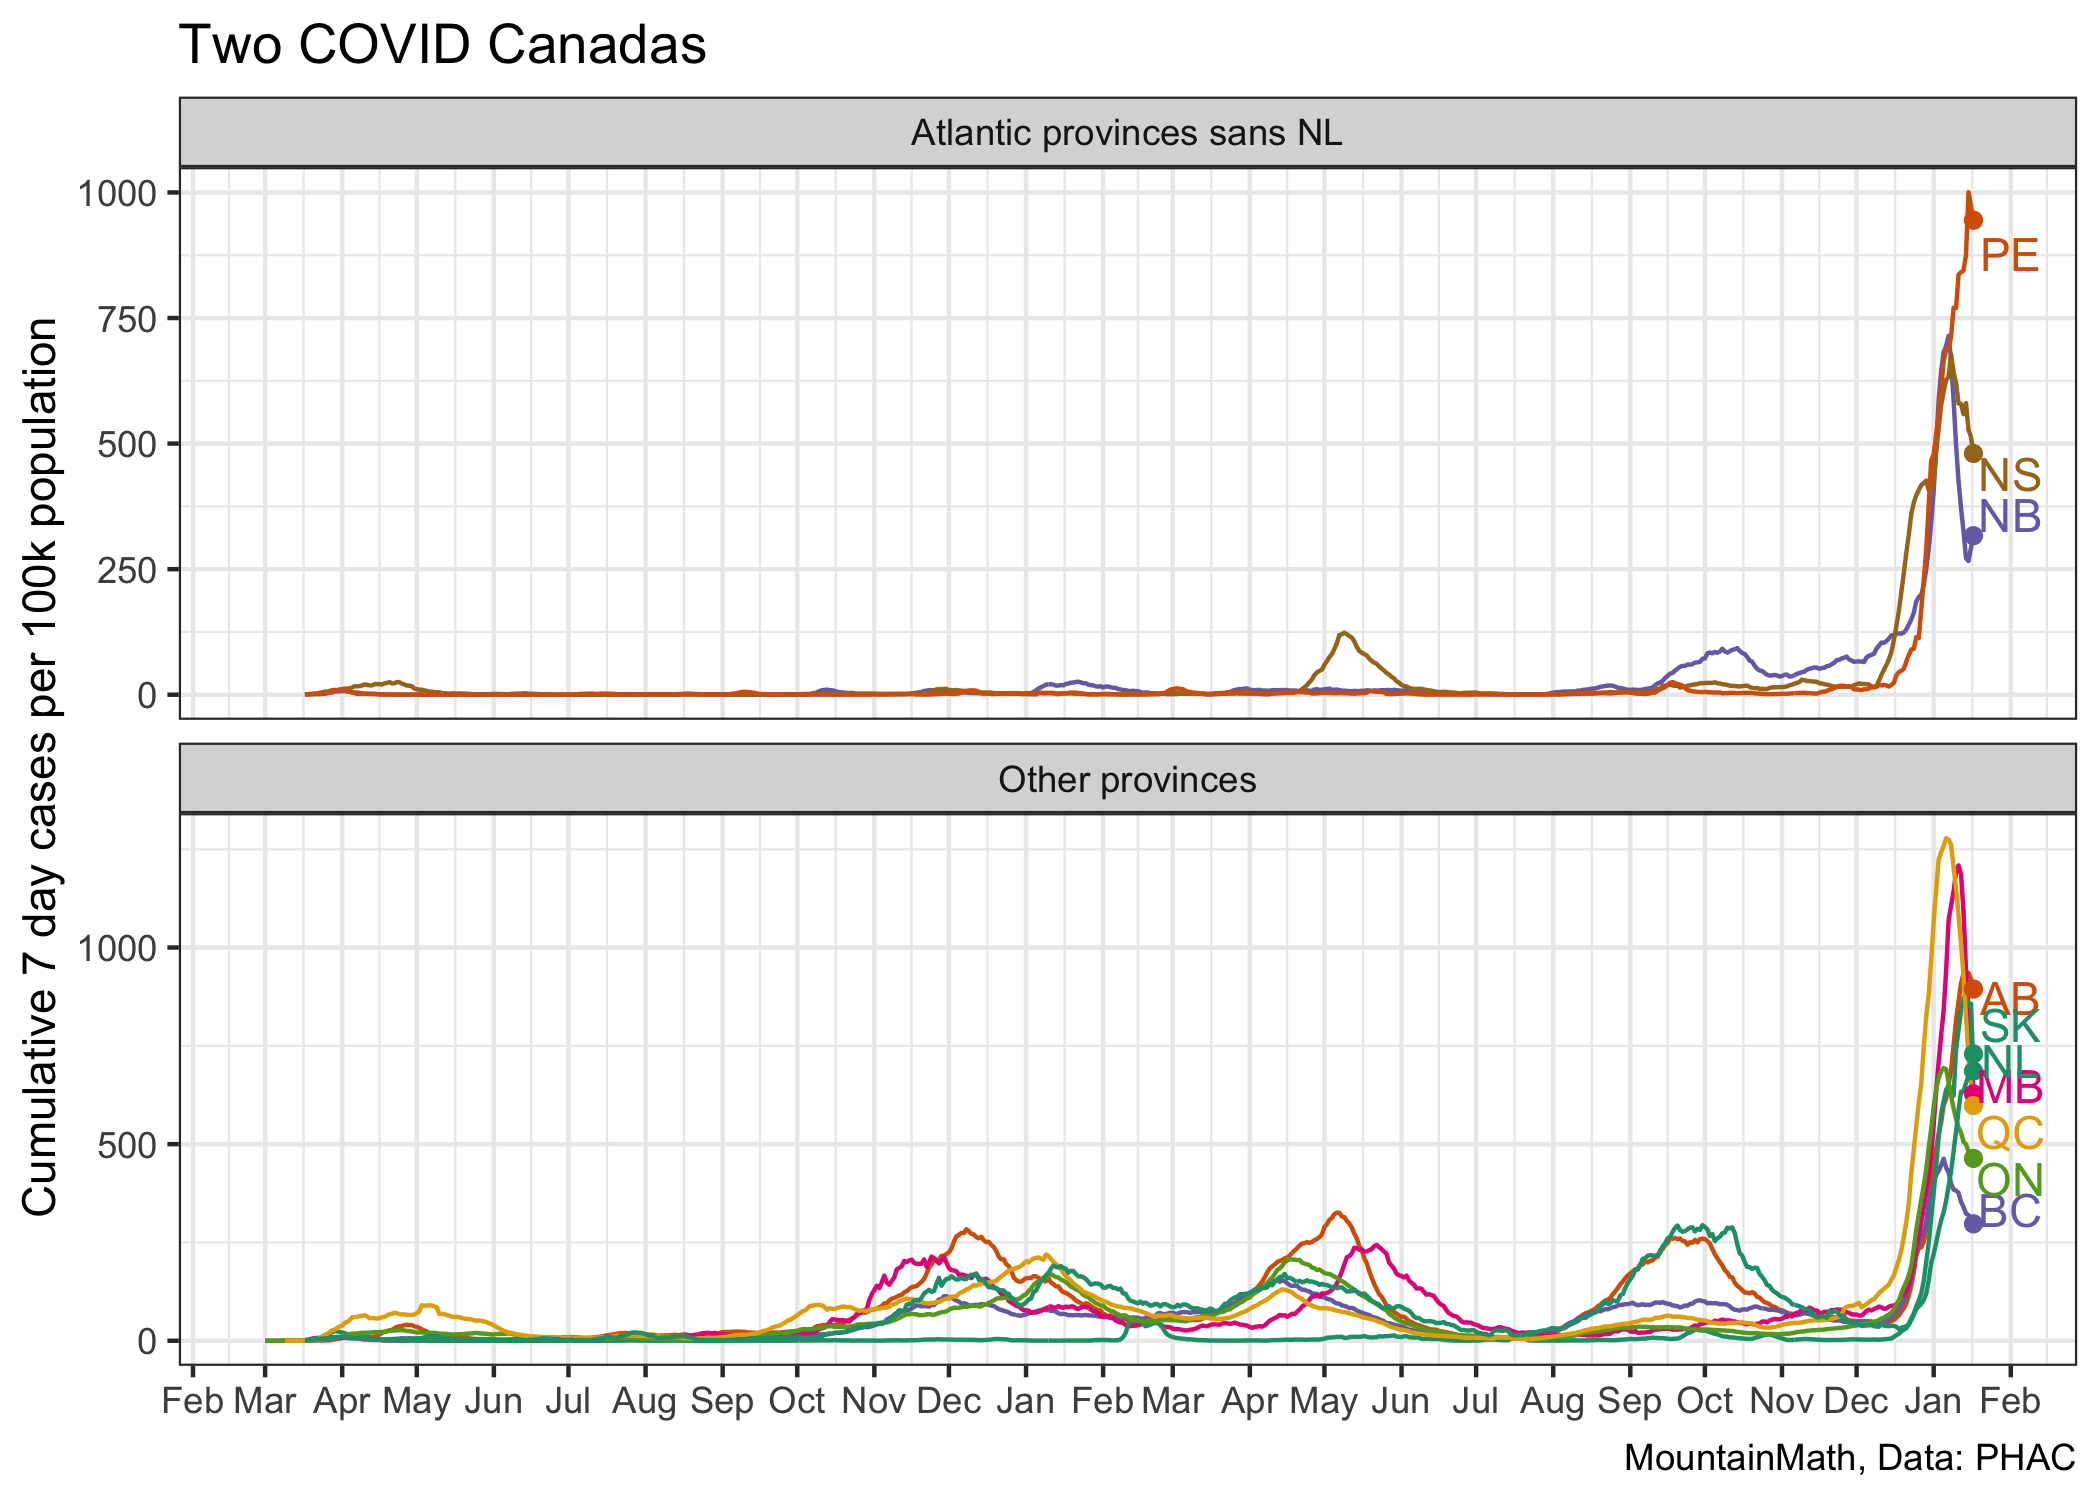 Two COVID Canadas
Atlantic provinces sans NL
Cumulative 7 day cases per 100k population
1000
750
500
250
0
PE
NS
NB
Other provinces
1000
500
0
AB
SK
NL
MB
QC
ON
BC
Feb Mar Apr May Jun Jul Aug Sep Oct Nov Dec Jan Feb Mar Apr May Jun Jul Aug Sep Oct Nov Dec Jan Feb
MountainMath, Data: PHAC